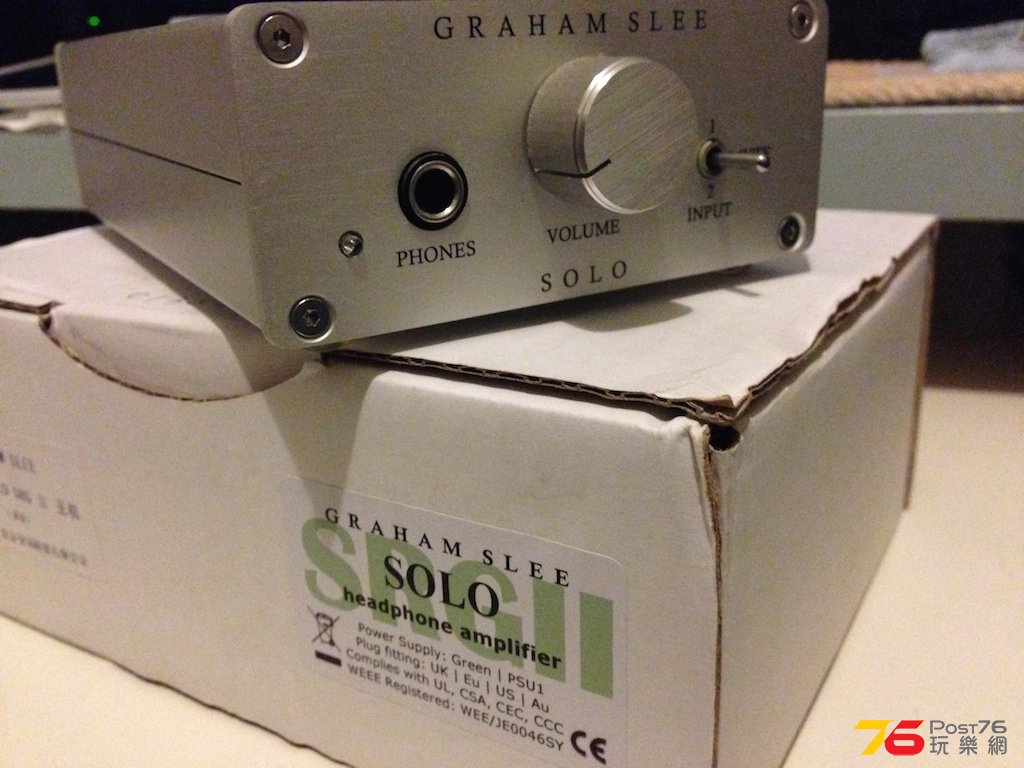 GRAHAM SLEE
PHONES
VOLUME
1
2
INPUT
SOLO
GRAHAM SLEE
SRGII
SOLO
headphone amplifier
Power Supply: Green | PSU1
Plug fitting: UK | Eu | US | Au
Complies with UL, CSA, CEC, CCC
WEEE Registered: WEE/JE0046SY
CE
SLEE
76 Post76
玩樂網